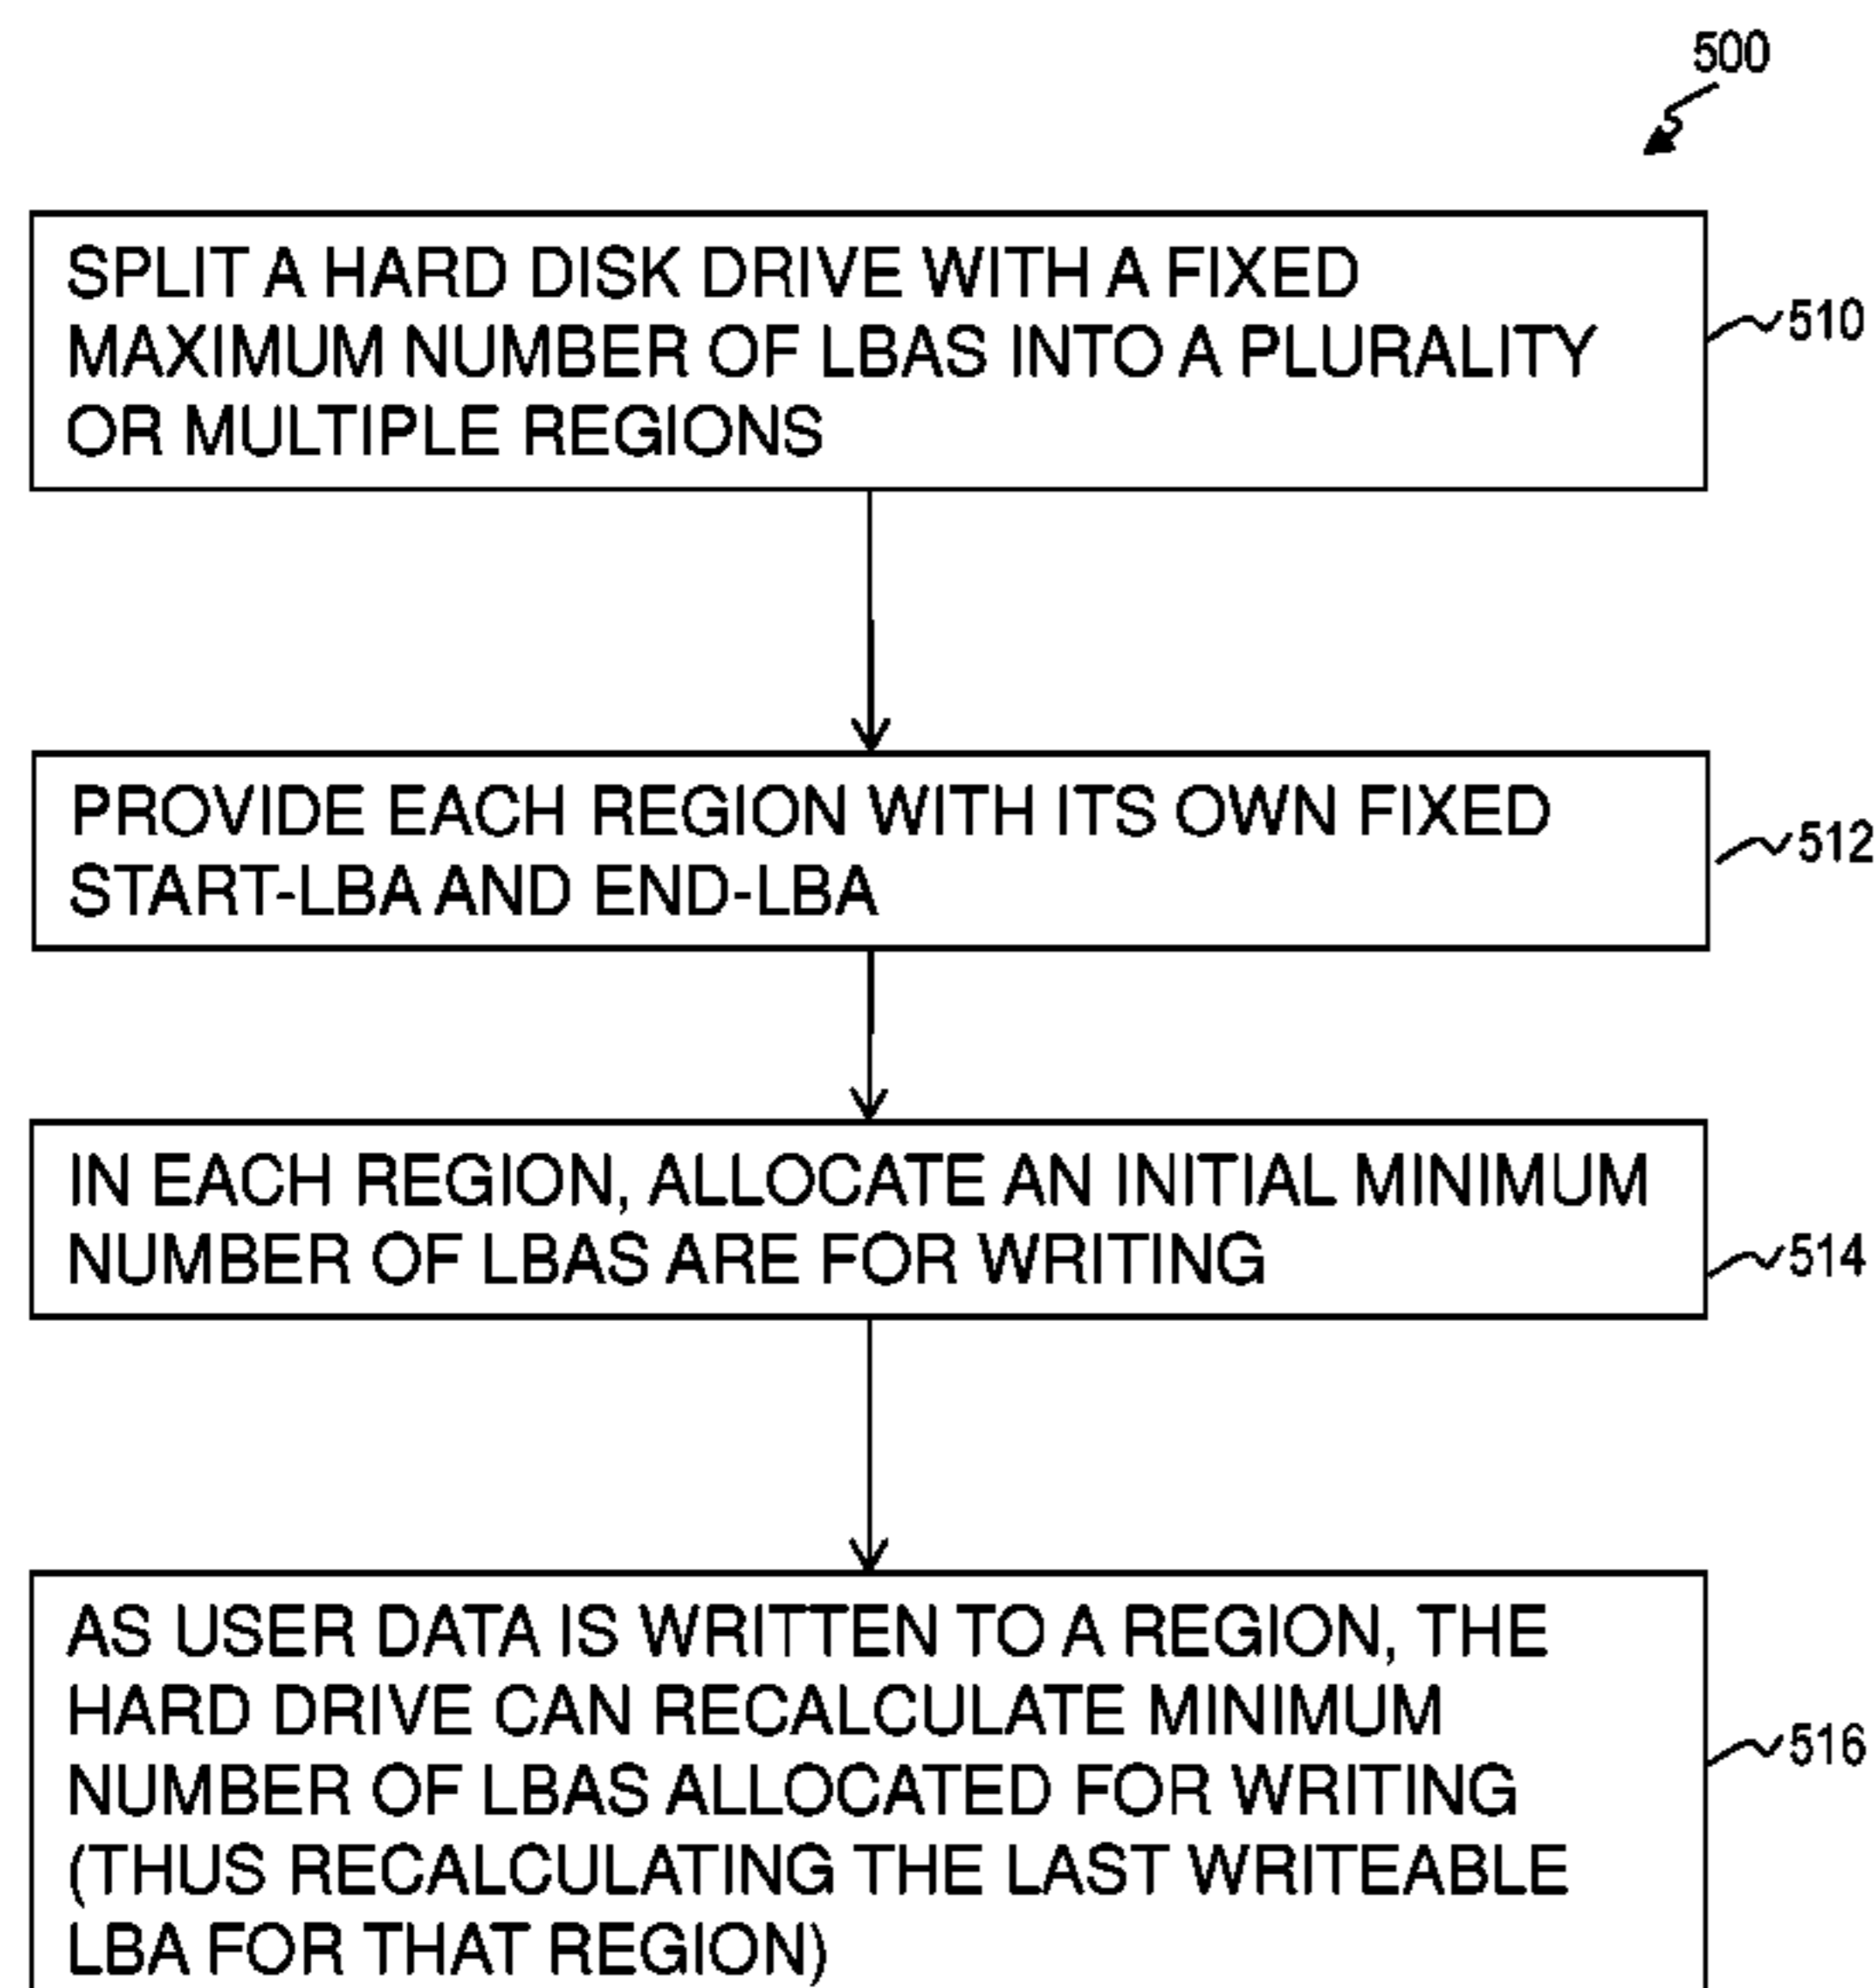 500
SPLIT A HARD DISK DRIVE WITH A FIXED
MAXIMUM NUMBER OF LBAS INTO A PLURALITY
OR MULTIPLE REGIONS
510
PROVIDE EACH REGION WITH ITS OWN FIXED
START-LBA AND END-LBA
512
IN EACH REGION, ALLOCATE AN INITIAL MINIMUM
NUMBER OF LBAS ARE FOR WRITING
514
AS USER DATA IS WRITTEN TO A REGION, THE
HARD DRIVE CAN RECALCULATE MINIMUM
NUMBER OF LBAS ALLOCATED FOR WRITING
(THUS RECALCULATING THE LAST WRITEABLE
LBA FOR THAT REGION)
516